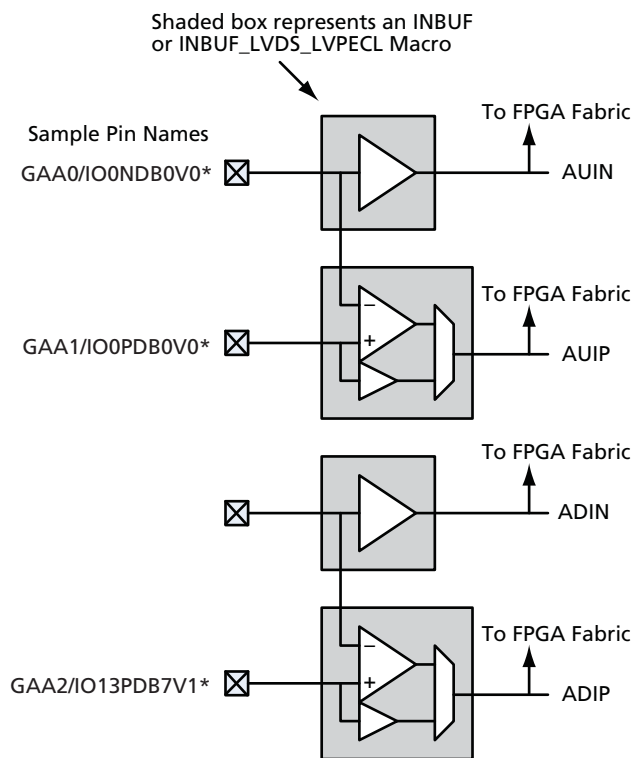 Shaded box represents an INBUF
or INBUF_LVDS_LVPECL Macro
To FPGA Fabric
Sample Pin Names
GAA0/IO0NDB0V0*
AUIN
To FPGA Fabric
−
+
GAA1/IO0PDB0V0*
AUIP
To FPGA Fabric
ADIN
To FPGA Fabric
−
+
GAA2/IO13PDB7V1*
ADIP